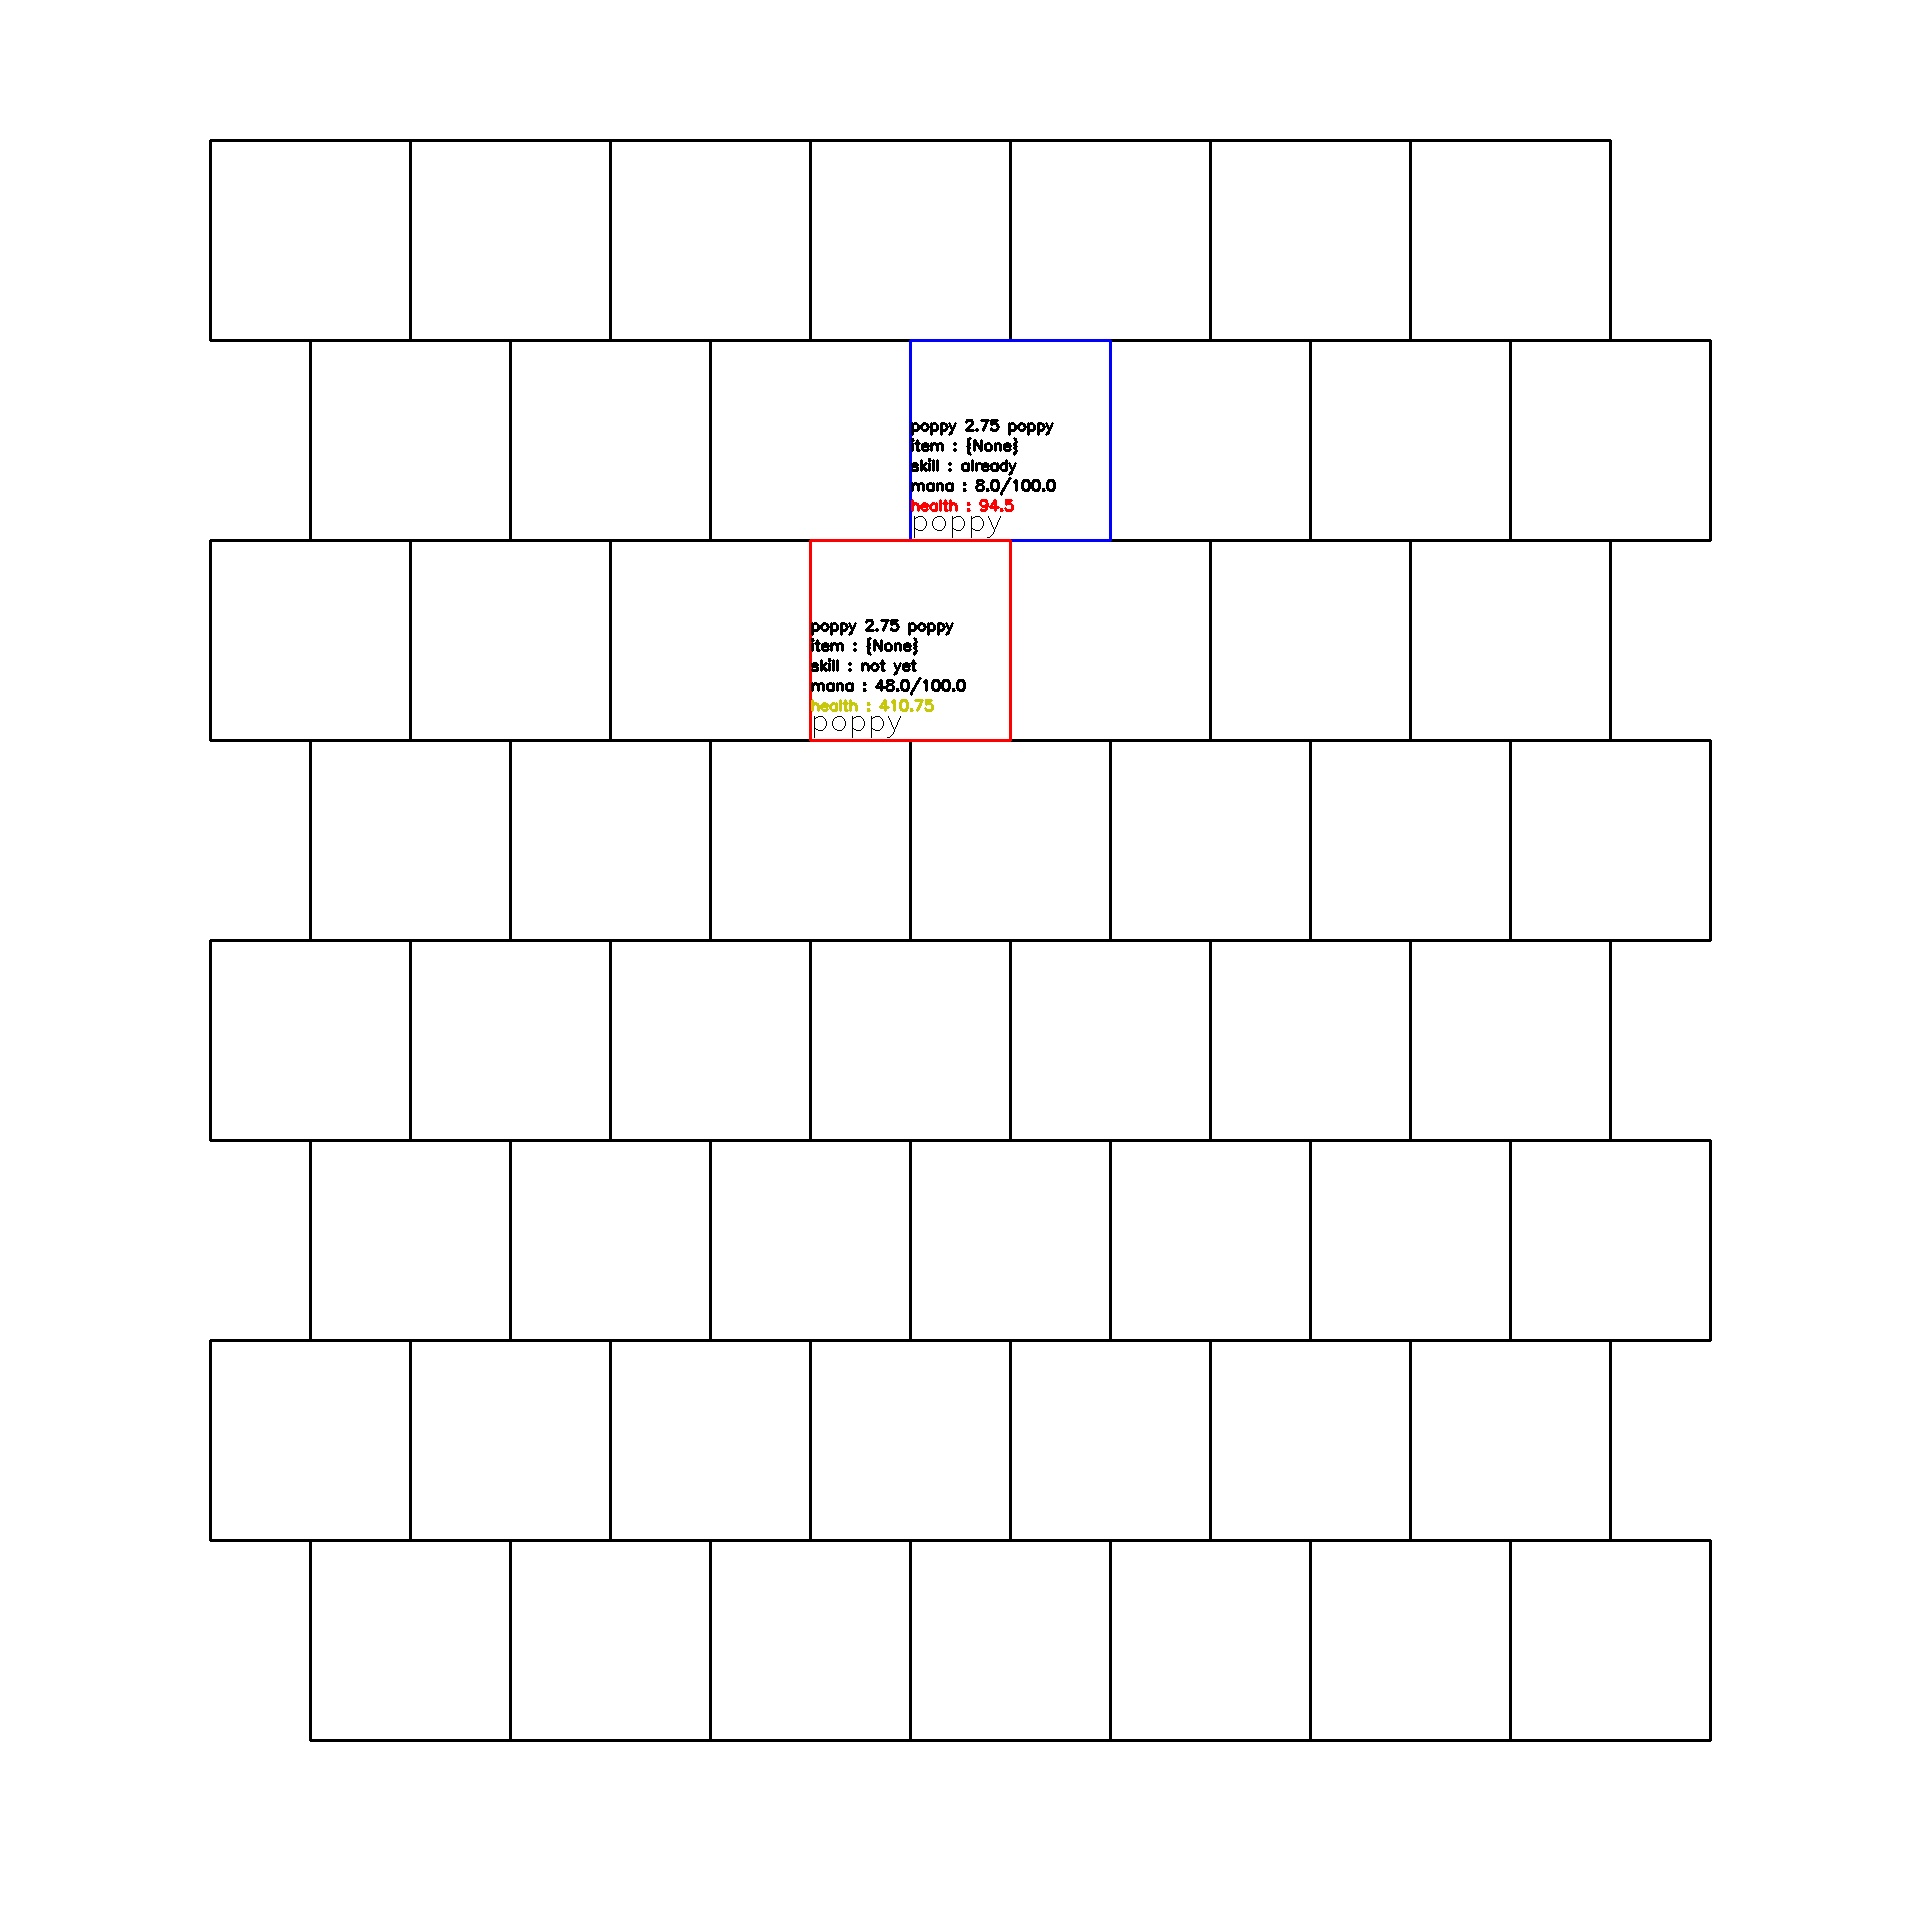 poppy 2.75 poppy
item : {None}
skill : already
mana : 8.0/100.0
health : 94.5
poppy
poppy 2.75 poppy
item : {None}
skill : not yet
mana : 48.0/100.0
health : 410.75
poppy